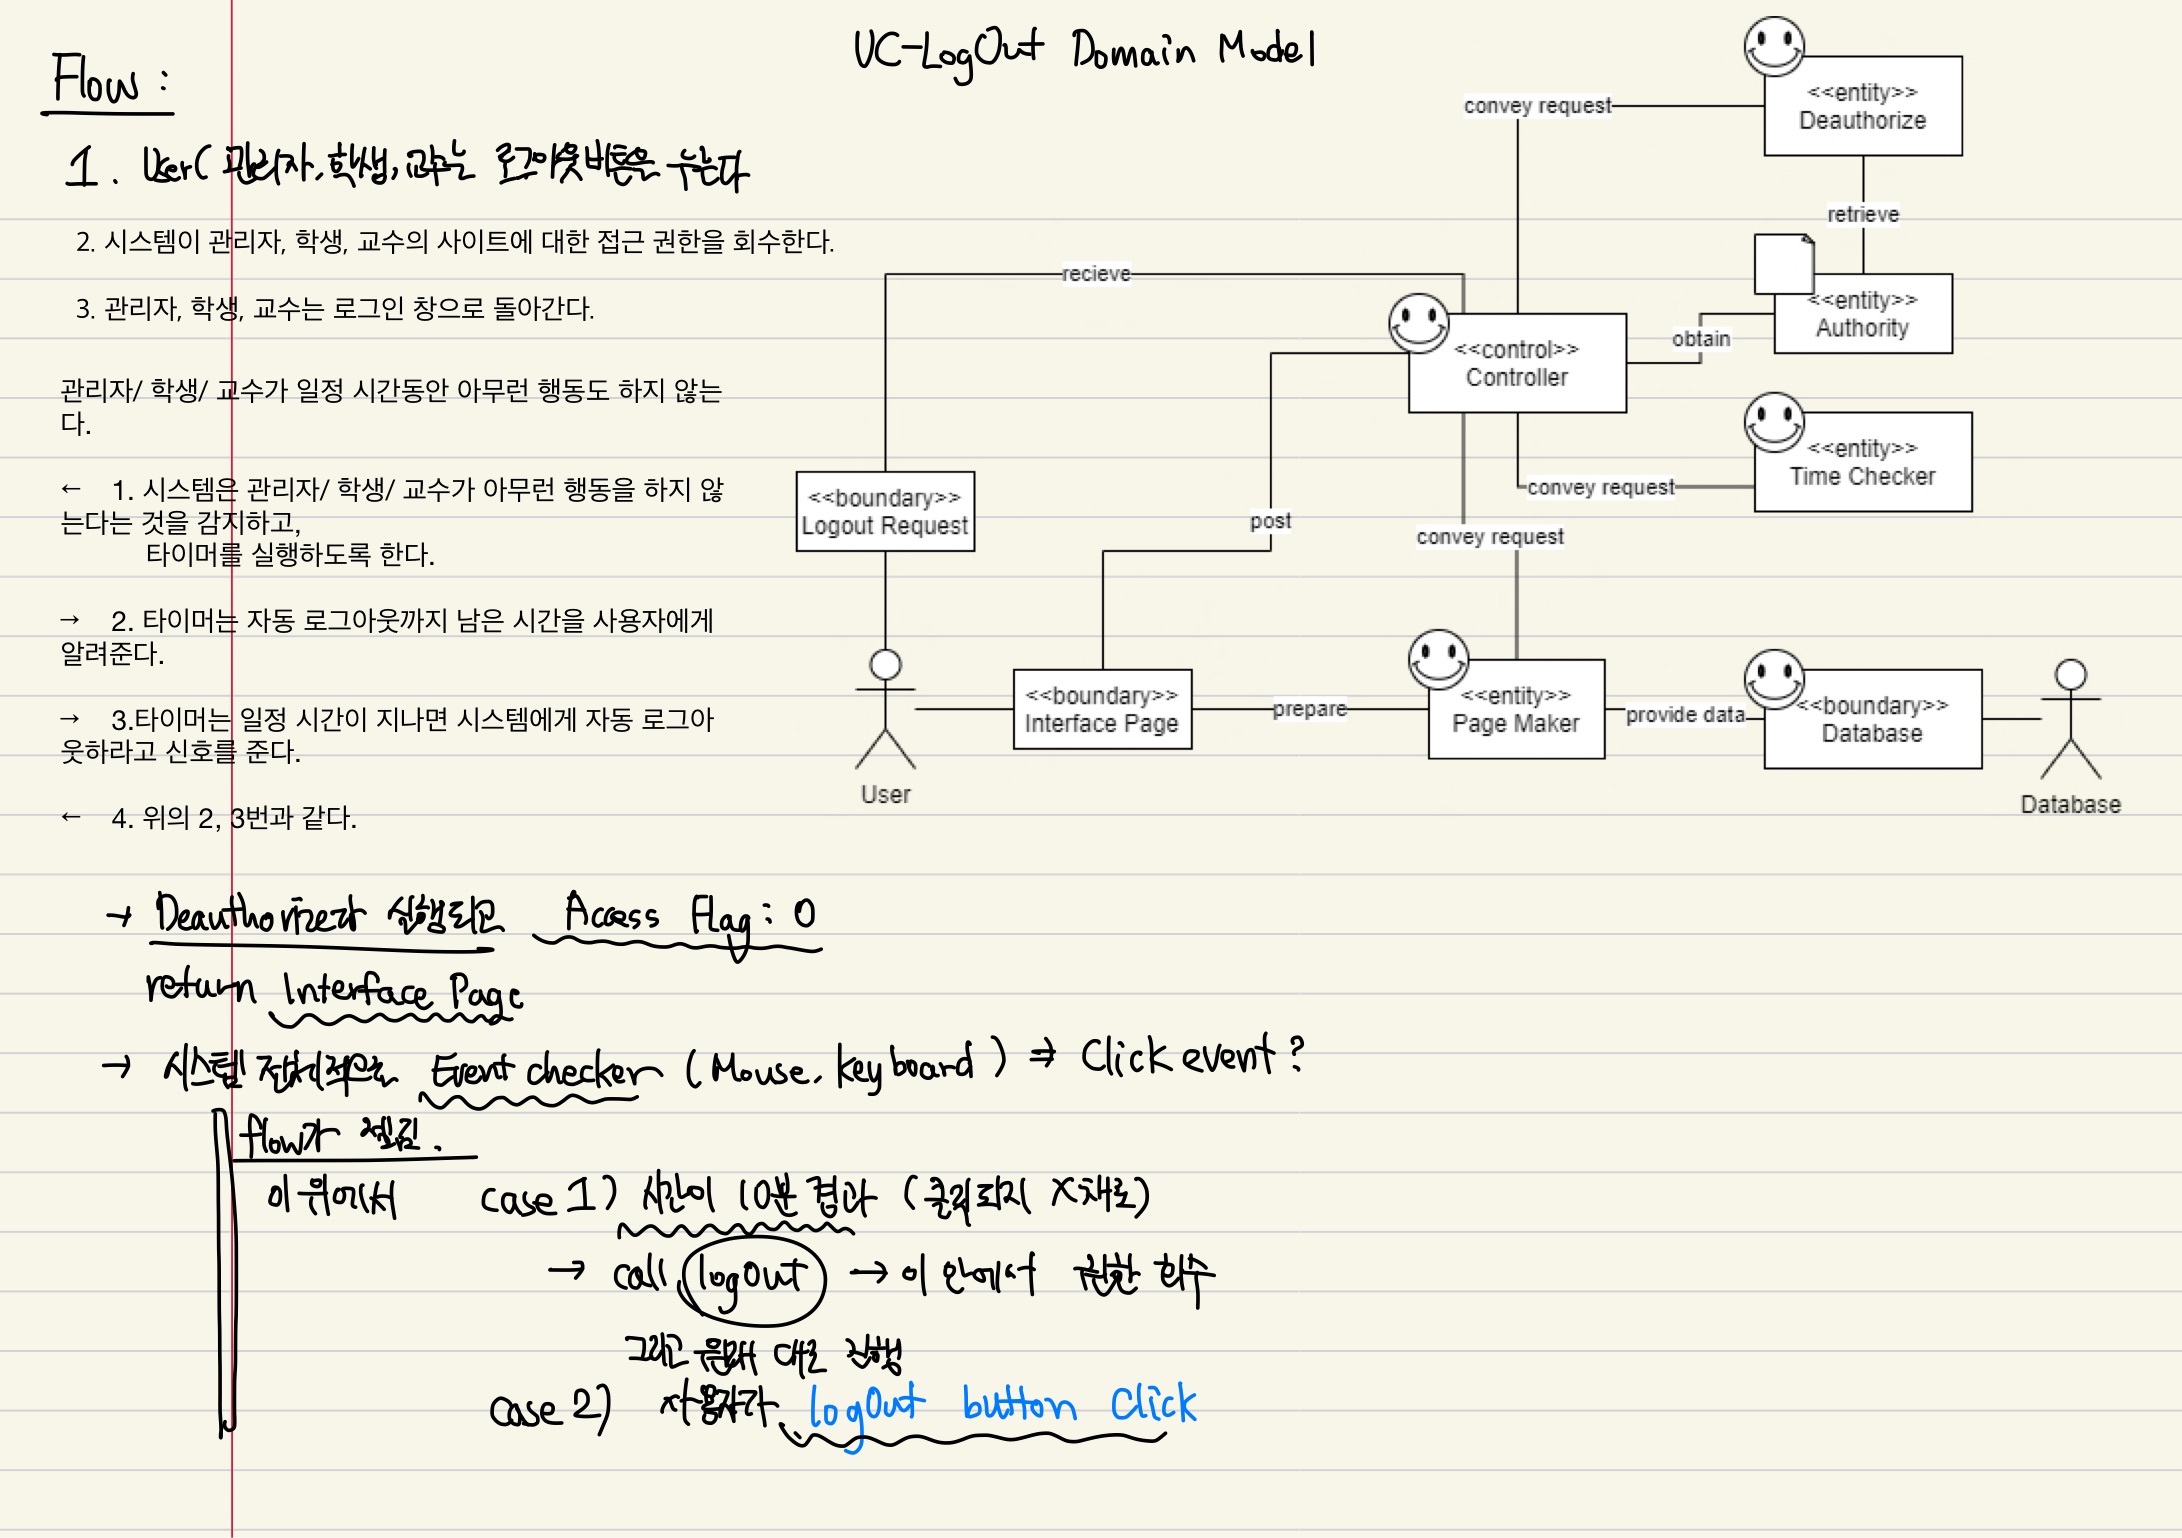 UC-LogOut Domain Model
Flow :
1. User( 관리자, 학생, 교수는 로그아웃버튼을 누른다
2. 시스템이 관리자, 학생, 교수의 사이트에 대한 접근 권한을 회수한다.
3. 관리자, 학생, 교수는 로그인 창으로 돌아간다.
관리자/ 학생/ 교수가 일정 시간동안 아무런 행동도 하지 않는
다.
← 1. 시스템은 관리자/ 학생/ 교수가 아무런 행동을 하지 않
는다는 것을 감지하고,
타이머를 실행하도록 한다.
→ 2. 타이머는 자동 로그아웃까지 남은 시간을 사용자에게
알려준다.
→ 3.타이머는 일정 시간이 지나면 시스템에게 자동 로그아
웃하라고 신호를 준다.
← 4. 위의 2, 3번과 같다.
<<entity>>
Deauthorize
convey request
retrieve
recieve
<<entity>>
Authority
obtain
<<control>>
Controller
<<entity>>
Time Checker
convey request
<<boundary>>
Logout Request
post
convey request
<<boundary>>
Interface Page
prepare
<<entity>>
Page Maker
provide data
<<boundary>>
Database
User
Database
→ Deauthorize가 실행되고 Access Flag : 0
return Interface Page
→ 시스템 전체적으로 Event checker (Mouse, keyboard) ⇒ Click event?
flow가 젤김.
이 위에서 case 1) 시간이 10분 경과 (클릭되지 X채로)
→ call logOut → 이 안에서 권한 회수
그리고 원래 대로 진행
case 2) 사용자가 logOut button Click